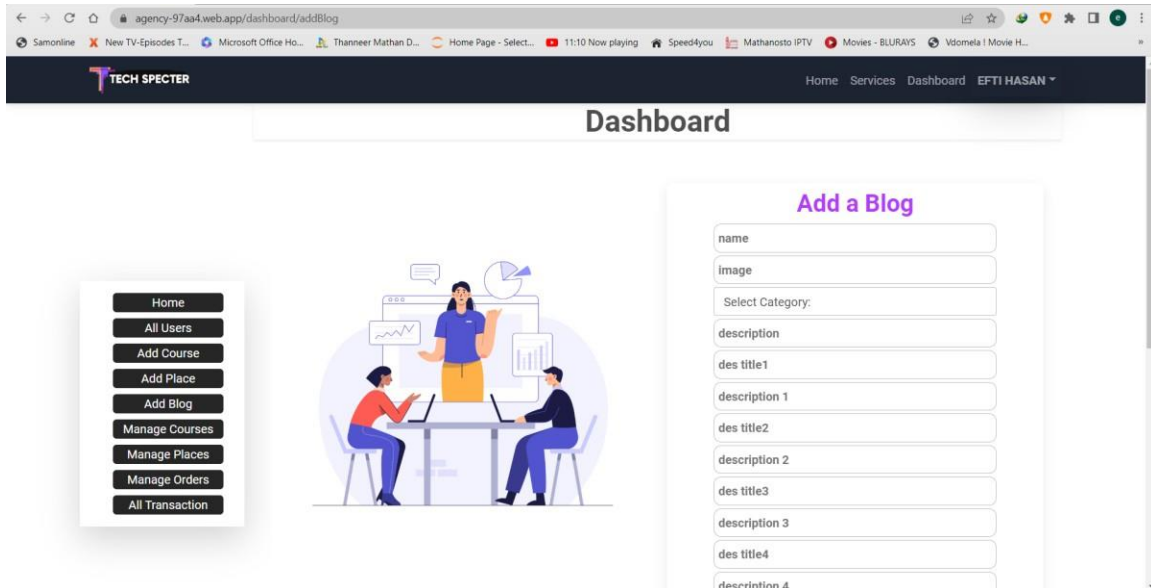 agency-97aa4.web.app/dashboard/addBlog
Samonline New TV-Episodes T... Microsoft Office Ho... Thanneer Mathan D... Home Page - Select... 11:10 Now playing Speed4you Mathanosto IPTV Movies - BLURAYS Vdomela l Movie H... »
TECH SPECTER Home Services Dashboard EFTI HASAN
Dashboard
Home
All Users
Add Course
Add Place
Add Blog
Manage Courses
Manage Places
Manage Orders
All Transaction
Add a Blog
name
image
Select Category:
description
des title1
description 1
des title2
description 2
des title3
description 3
des title4
description 4